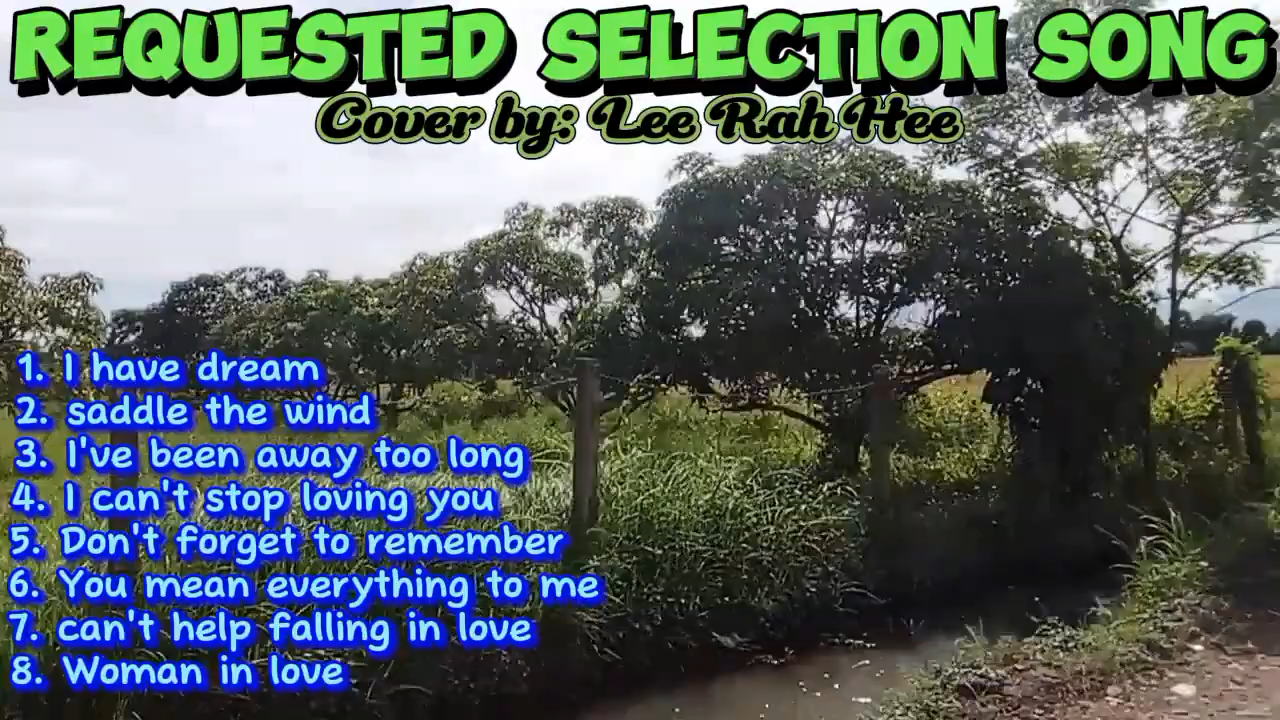 REQUESTED SELECTION SONG
Cover by: Lee Rah Hee
1. I have dream
2. saddle the wind
3. I've been away too long
4. I can't stop loving you
5. Don't forget to remember
6. You mean everything to me
7. can't help falling in love
8. Woman in love